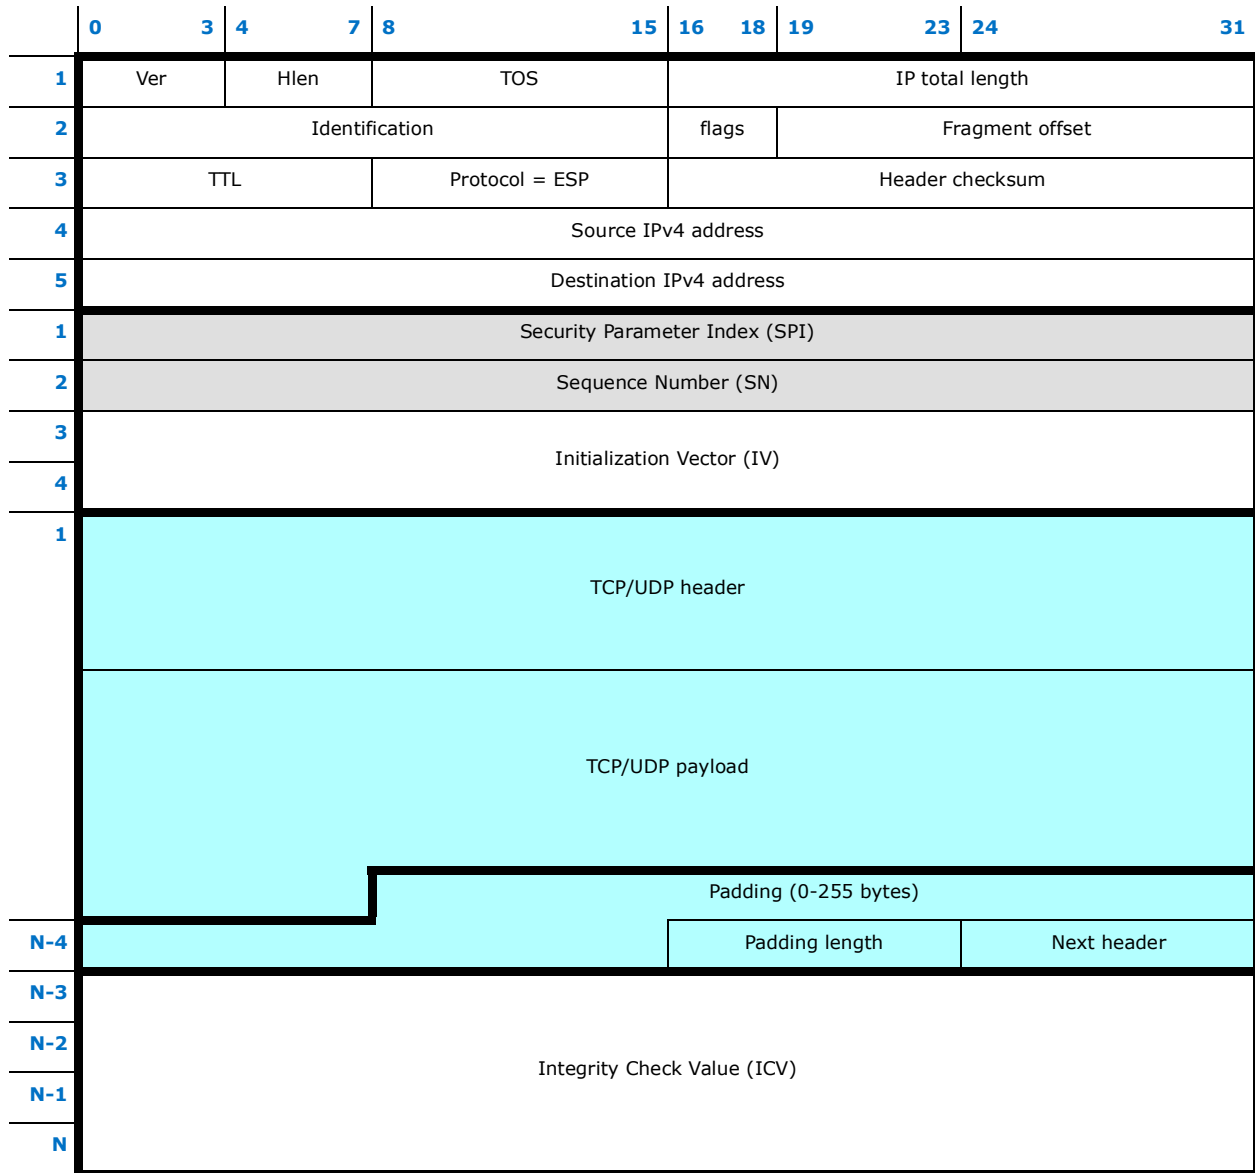 0 3 4 7 8 15 16 18 19 23 24 31
1 Ver Hlen TOS IP total length
2 Identification flags Fragment offset
3 TTL Protocol = ESP Header checksum
4 Source IPv4 address
5 Destination IPv4 address
1 Security Parameter Index (SPI)
2 Sequence Number (SN)
3
Initialization Vector (IV)
4
1
TCP/UDP header
TCP/UDP payload
Padding (0-255 bytes)
N-4 Padding length Next header
N-3
N-2
Integrity Check Value (ICV)
N-1
N